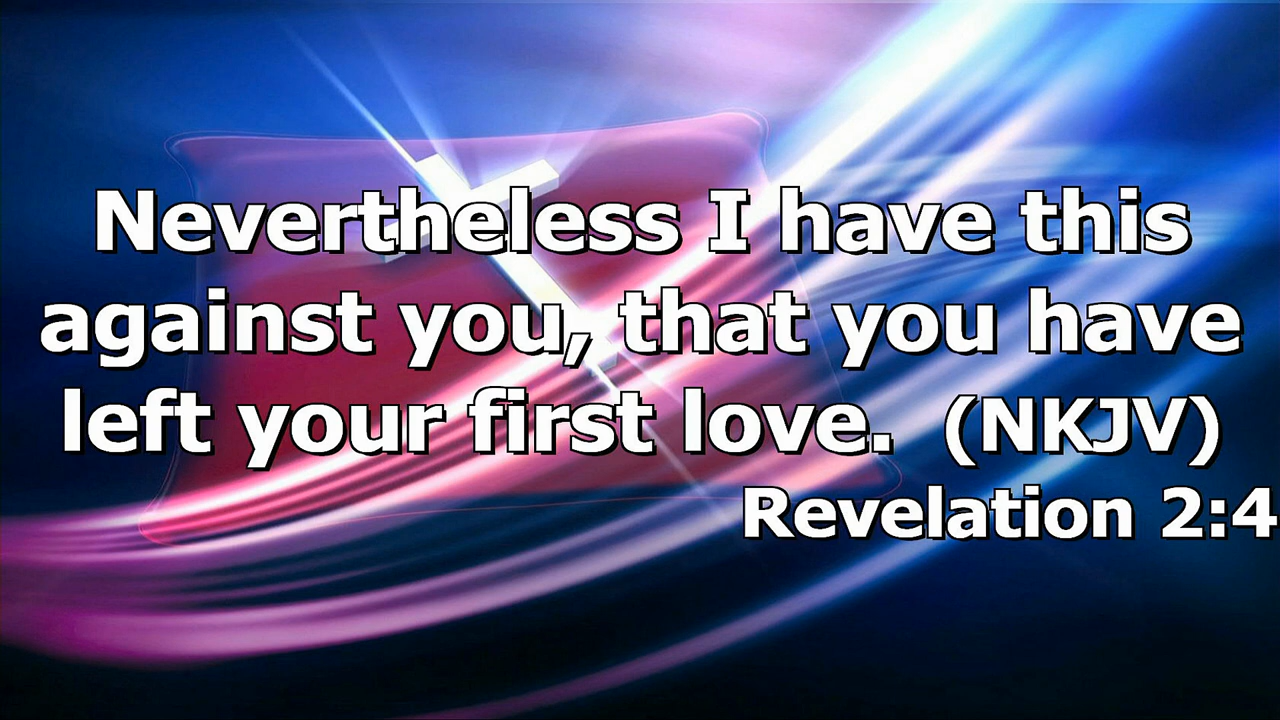 Nevertheless I have this
against you, that you have
left your first love.  (NKJV)
Revelation 2:4